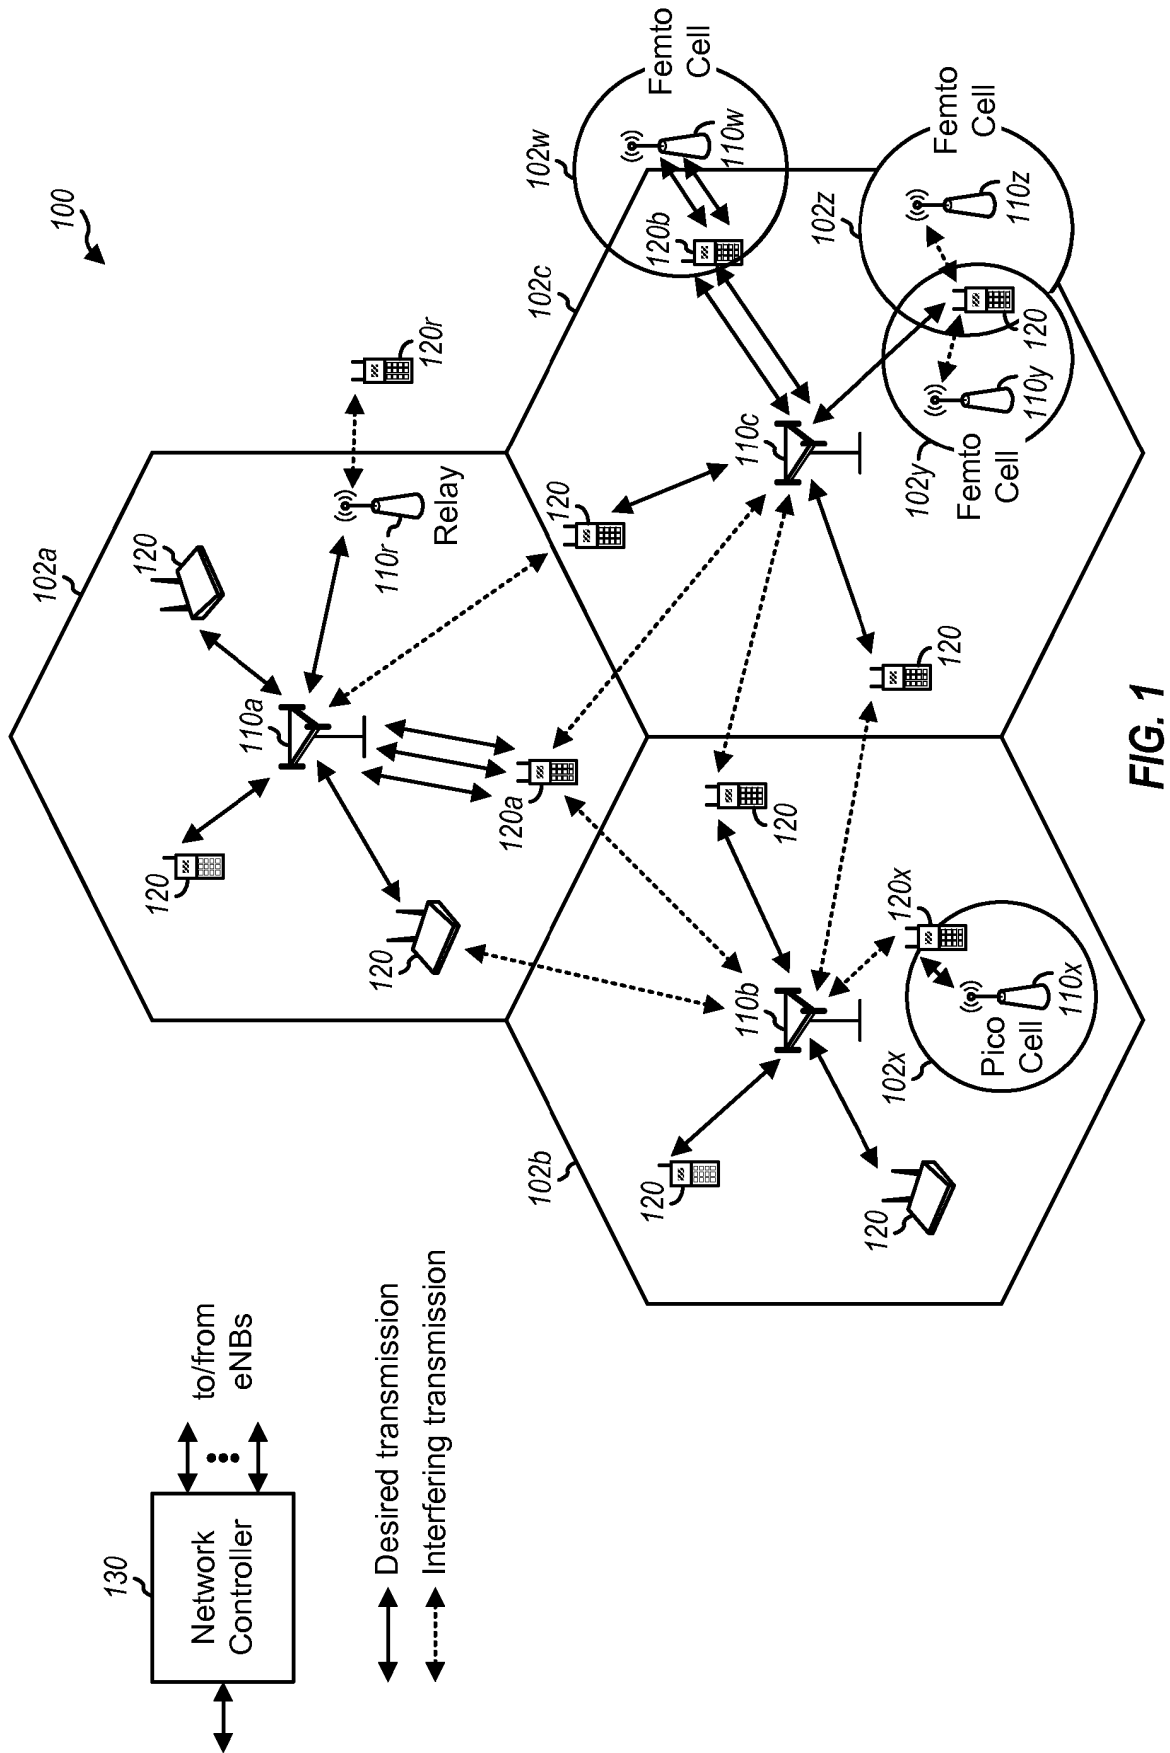 100
130
Network
Controller
to/from
eNBs
Desired transmission
Interfering transmission
102a
120
120
110a
120
110r
Relay
120r
120a
102b
120
120
110b
120
120x
102x
Pico
Cell
110x
102c
120
110c
120
120b
102w
110w
Femto
Cell
102z
110z
Femto
Cell
120
110y
102y
Femto
Cell
FIG. 1